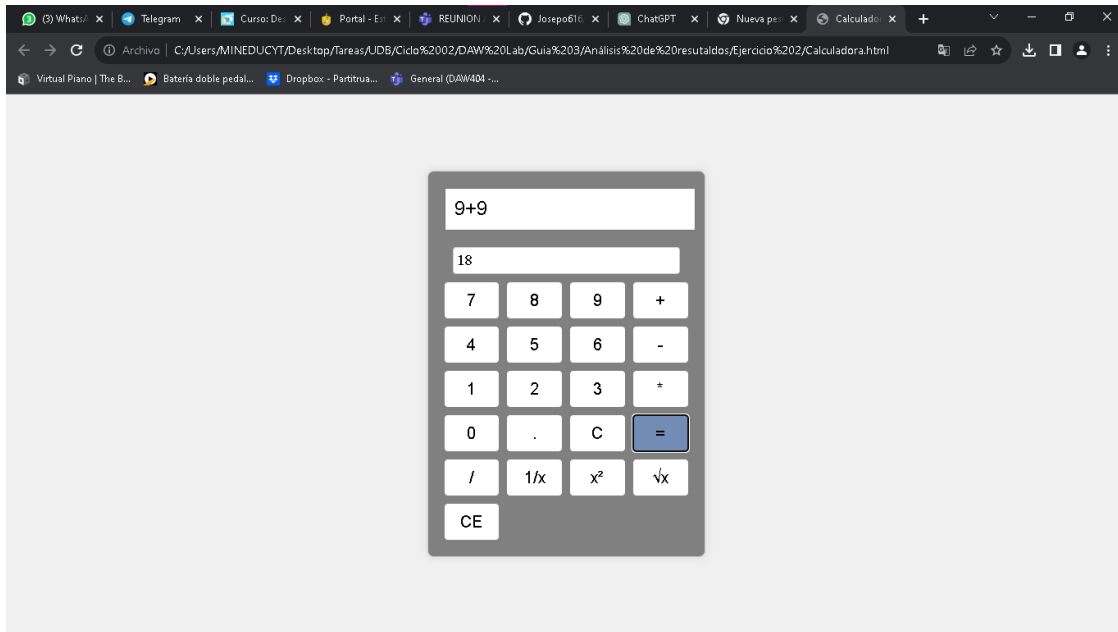 (3) WhatsA
Telegram
Curso: Des
Portal - Est
REUNION /
Josepo616/
ChatGPT
Nueva pes
Calculado
Archivo | C:/Users/MINEDUCYT/Desktop/Tareas/UDB/Ciclo%2002/DAW%20Lab/Guia%203/Análisis%20de%20resutaldos/Ejercicio%202/Calculadora.html
Virtual Piano | The B...
Batería doble pedal...
Dropbox - Partitrua...
General (DAW404 -...
9+9
18
7 8 9 +
4 5 6 -
1 2 3 *
0 . C =
/ 1/x x² √x
CE